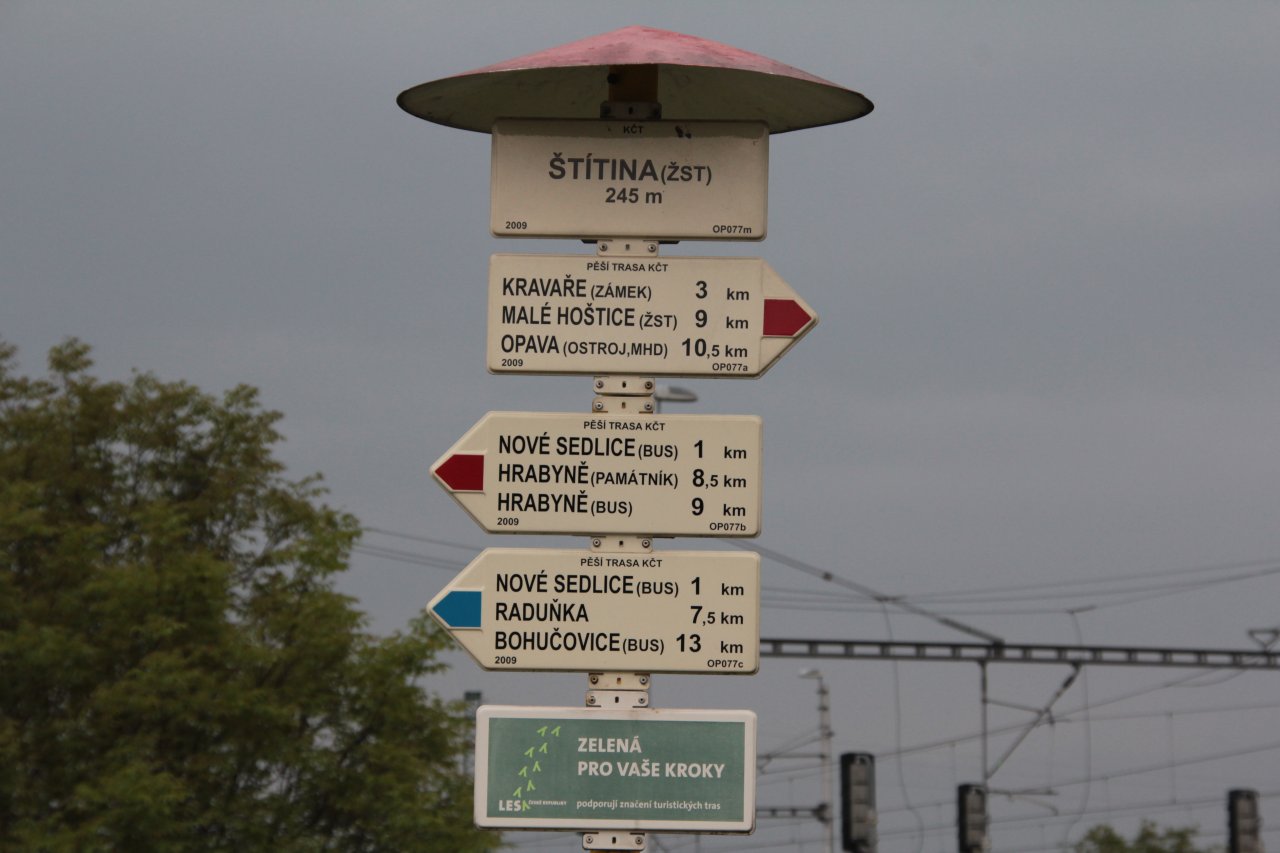 KČT
ŠTÍTINA(ŽST)
245 m
2009 OP077m
PĚŠÍ TRASA KČT
KRAVAŘE (ZÁMEK) 3 km
MALÉ HOŠTICE (ŽST) 9 km
OPAVA (OSTROJ,MHD) 10,5 km
2009 OP077a
PĚŠÍ TRASA KČT
NOVÉ SEDLICE(BUS) 1 km
HRABYNĚ(PAMÁTNÍK) 8,5 km
HRABYNĚ(BUS) 9 km
2009 OP077b
PĚŠÍ TRASA KČT
NOVÉ SEDLICE(BUS) 1 km
RADUŇKA 7,5 km
BOHUČOVICE(BUS) 13 km
2009 OP077c
ZELENÁ
PRO VAŠE KROKY
LESY ČESKÉ REPUBLIKY podporují značení turistických tras